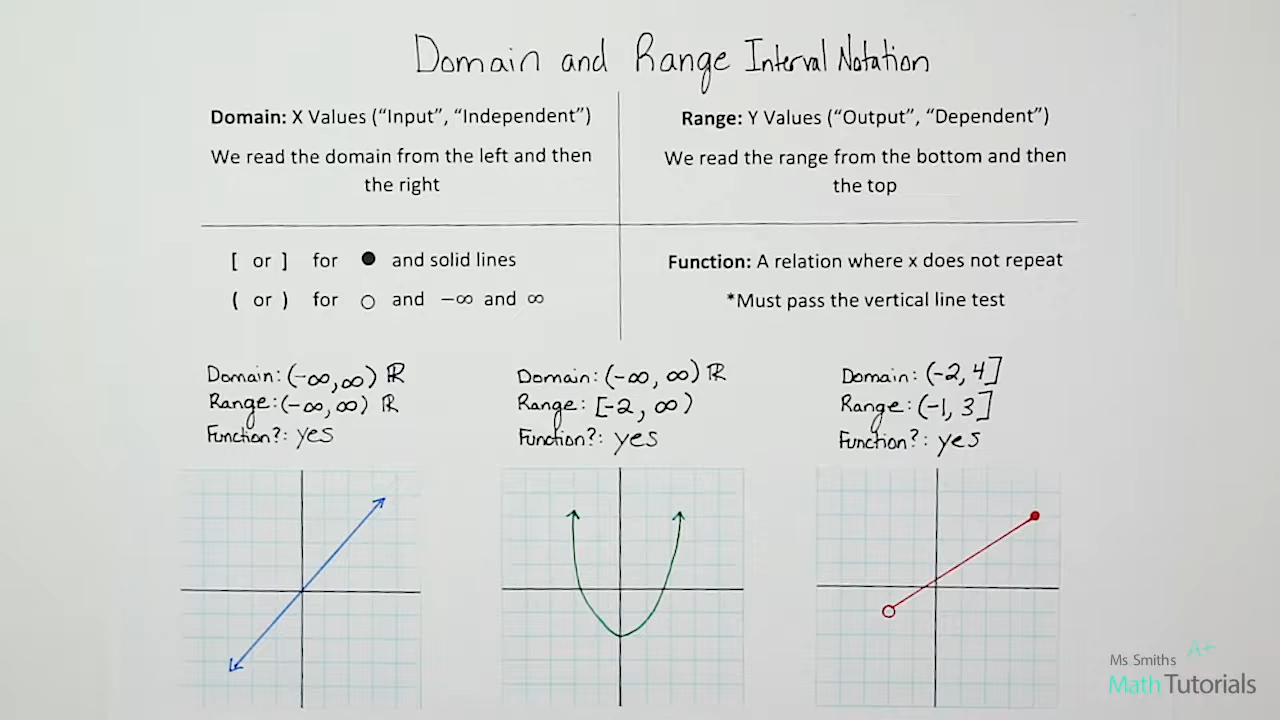 Domain and Range Interval Notation
Domain: X Values (“Input”, “Independent”)
We read the domain from the left and then
the right
Range: Y Values (“Output”, “Dependent”)
We read the range from the bottom and then
the top
[ or ] for ● and solid lines
( or ) for ○ and −∞ and ∞
Function: A relation where x does not repeat
*Must pass the vertical line test
Domain: (-∞,∞) ℝ
Range: (-∞,∞) ℝ
Function?: yes
Domain: (-∞, ∞) ℝ
Range: [-2, ∞)
Function?: yes
Domain: (-2, 4]
Range: (-1, 3]
Function?: yes
Ms Smiths A+
MathTutorials